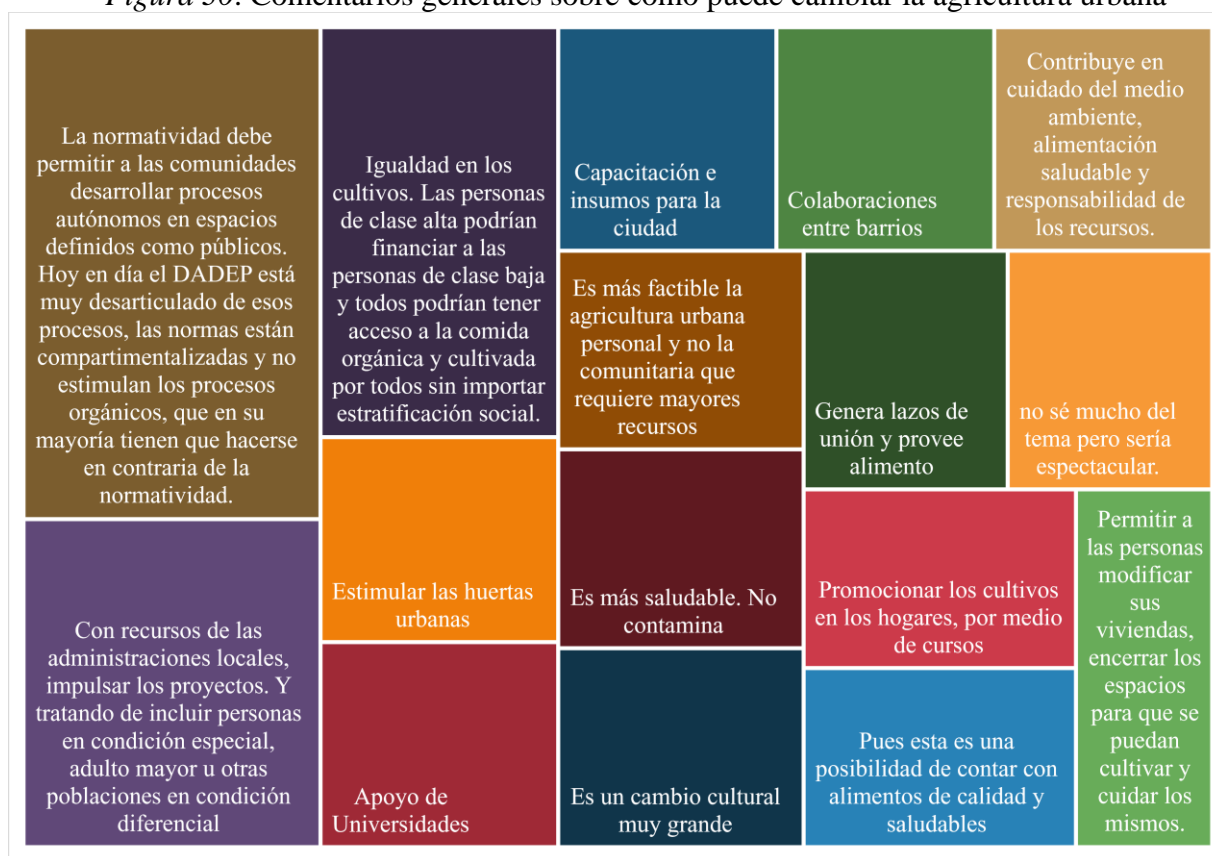 Figura 30. Comentarios generales sobre cómo puede cambiar la agricultura urbana
La normatividad debe
permitir a las comunidades
desarrollar procesos
autónomos en espacios
definidos como públicos.
Hoy en día el DADEP está
muy desarticulado de esos
procesos, las normas están
compartimentalizadas y no
estimulan los procesos
orgánicos, que en su
mayoría tienen que hacerse
en contraria de la
normatividad.
Con recursos de las
administraciones locales,
impulsar los proyectos. Y
tratando de incluir personas
en condición especial,
adulto mayor u otras
poblaciones en condición
diferencial
Igualdad en los
cultivos. Las personas
de clase alta podrían
financiar a las
personas de clase baja
y todos podrían tener
acceso a la comida
orgánica y cultivada
por todos sin importar
estratificación social.
Estimular las huertas
urbanas
Apoyo de
Universidades
Capacitación e
insumos para la
ciudad
Es más factible la
agricultura urbana
personal y no la
comunitaria que
requiere mayores
recursos
Es más saludable. No
contamina
Es un cambio cultural
muy grande
Colaboraciones
entre barrios
Contribuye en
cuidado del medio
ambiente,
alimentación
saludable y
responsabilidad de
los recursos.
Genera lazos de
unión y provee
alimento
no sé mucho del
tema pero sería
espectacular.
Promocionar los cultivos
en los hogares, por medio
de cursos
Pues esta es una
posibilidad de contar con
alimentos de calidad y
saludables
Permitir a
las personas
modificar
sus
viviendas,
encerrar los
espacios
para que se
puedan
cultivar y
cuidar los
mismos.